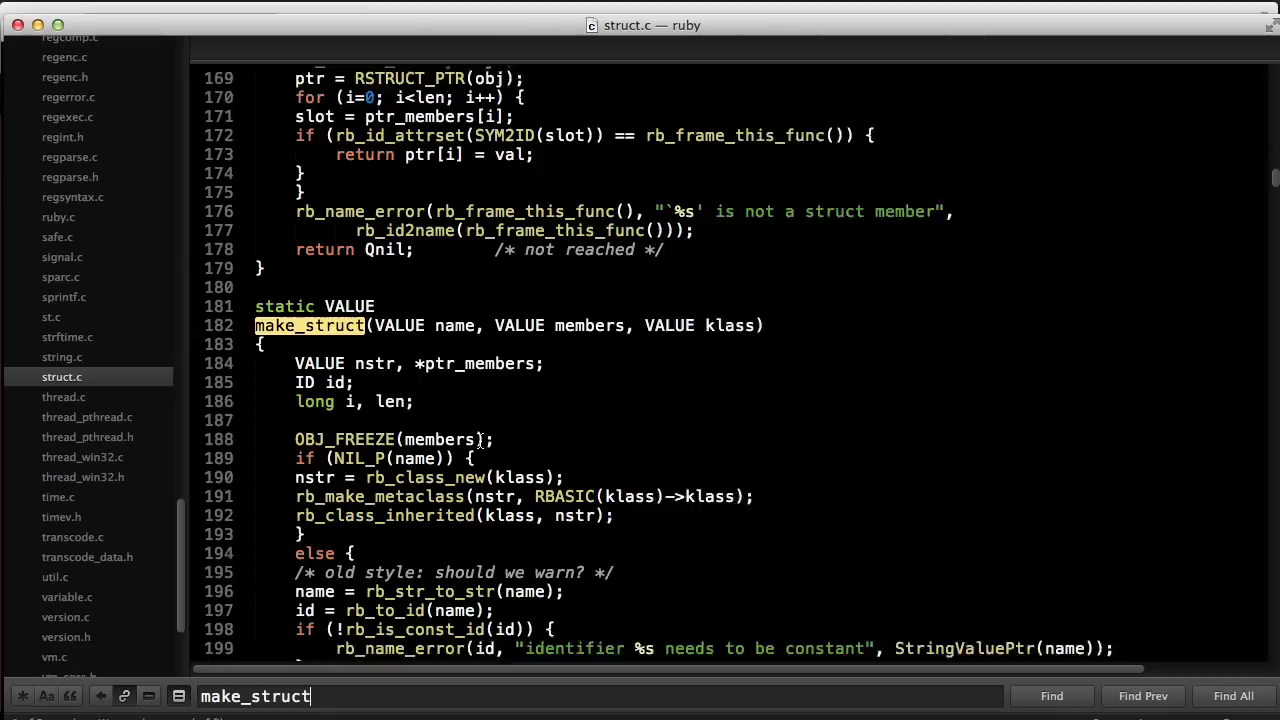 struct.c — ruby
regcomp.c
regenc.c
regenc.h
regerror.c
regexec.c
regint.h
regparse.c
regparse.h
regsyntax.c
ruby.c
safe.c
signal.c
sparc.c
sprintf.c
st.c
strftime.c
string.c
struct.c
thread.c
thread_pthread.c
thread_pthread.h
thread_win32.c
thread_win32.h
time.c
timev.h
transcode.c
transcode_data.h
util.c
variable.c
version.c
version.h
vm.c
169 ptr = RSTRUCT_PTR(obj);
170 for (i=0; i<len; i++) {
171 slot = ptr_members[i];
172 if (rb_id_attrset(SYM2ID(slot)) == rb_frame_this_func()) {
173 return ptr[i] = val;
174 }
175 }
176 rb_name_error(rb_frame_this_func(), "`%s' is not a struct member",
177 rb_id2name(rb_frame_this_func()));
178 return Qnil; /* not reached */
179 }
180
181 static VALUE
182 make_struct(VALUE name, VALUE members, VALUE klass)
183 {
184 VALUE nstr, *ptr_members;
185 ID id;
186 long i, len;
187
188 OBJ_FREEZE(members);
189 if (NIL_P(name)) {
190 nstr = rb_class_new(klass);
191 rb_make_metaclass(nstr, RBASIC(klass)->klass);
192 rb_class_inherited(klass, nstr);
193 }
194 else {
195 /* old style: should we warn? */
196 name = rb_str_to_str(name);
197 id = rb_to_id(name);
198 if (!rb_is_const_id(id)) {
199 rb_name_error(id, "identifier %s needs to be constant", StringValuePtr(name));
Aa
make_struct
Find
Find Prev
Find All